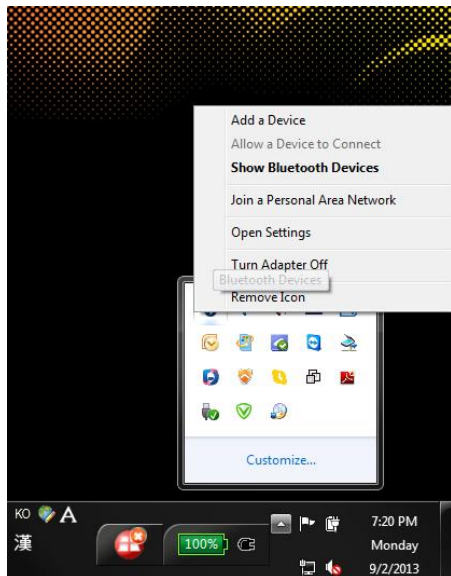 Add a Device
Allow a Device to Connect
Show Bluetooth Devices
Join a Personal Area Network
Open Settings
Turn Adapter Off
Bluetooth Devices
Remove Icon
Customize...
KO A
漢
100%
7:20 PM
Monday
9/2/2013